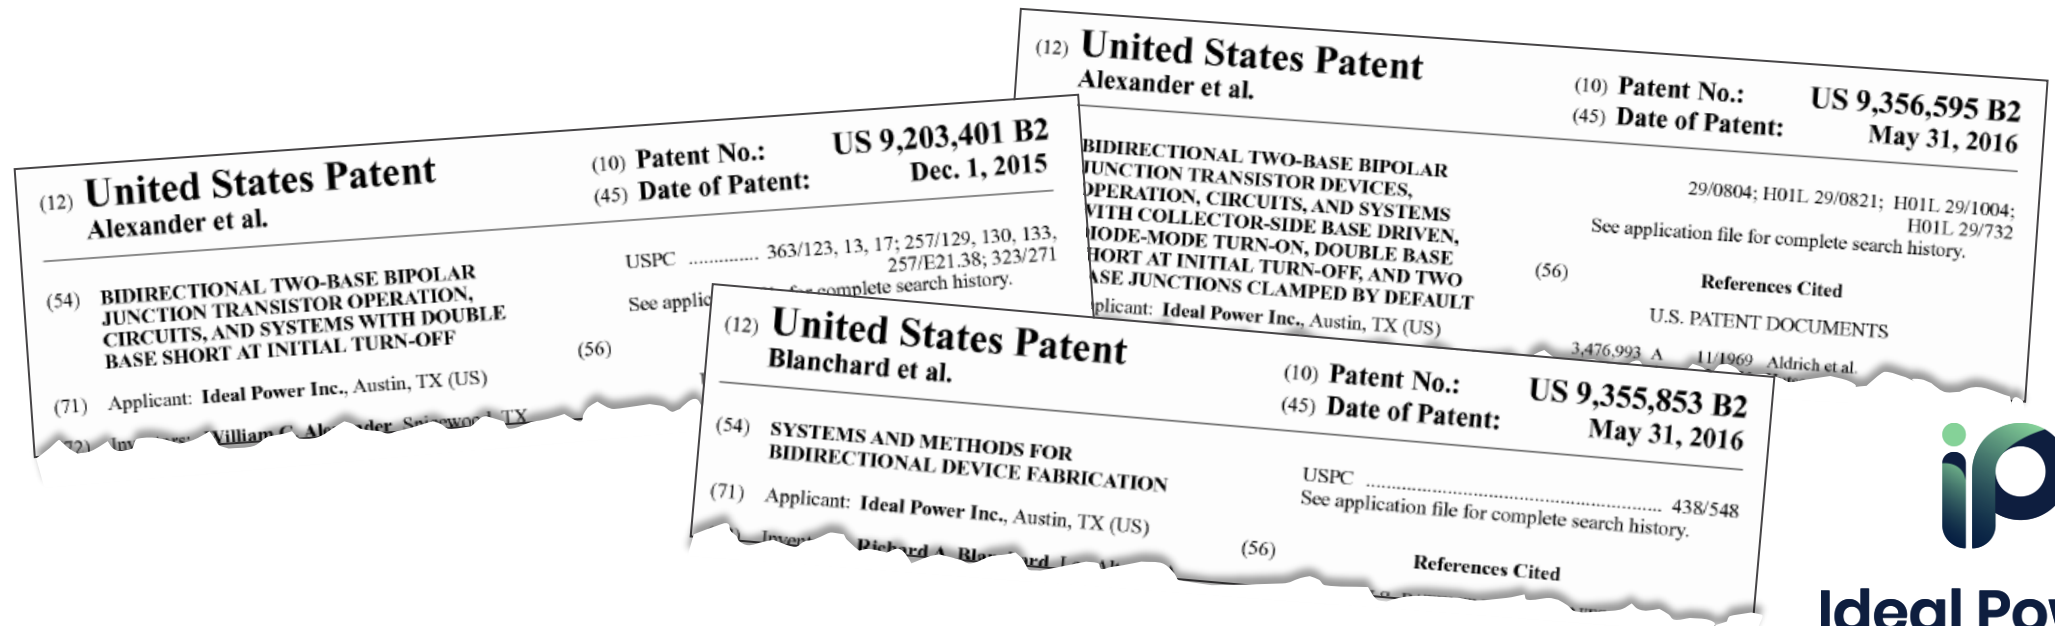 (12) United States Patent
Alexander et al.
(10) Patent No.: US 9,203,401 B2
(45) Date of Patent: Dec. 1, 2015
(54) BIDIRECTIONAL TWO-BASE BIPOLAR
JUNCTION TRANSISTOR OPERATION,
CIRCUITS, AND SYSTEMS WITH DOUBLE
BASE SHORT AT INITIAL TURN-OFF
(71) Applicant: Ideal Power Inc., Austin, TX (US)
TX
USPC .............. 363/123, 13, 17; 257/129, 130, 133,
257/E21.38; 323/271
See complete search history.
(56)
(12) United States Patent
Alexander et al.
(10) Patent No.: US 9,356,595 B2
(45) Date of Patent: May 31, 2016
BIDIRECTIONAL TWO-BASE BIPOLAR
JUNCTION TRANSISTOR DEVICES,
OPERATION, CIRCUITS, AND SYSTEMS
WITH COLLECTOR-SIDE BASE DRIVEN,
DIODE-MODE TURN-ON, DOUBLE BASE
SHORT AT INITIAL TURN-OFF, AND TWO
BASE JUNCTIONS CLAMPED BY DEFAULT
plicant: Ideal Power Inc., Austin, TX (US)
29/0804; H01L 29/0821; H01L 29/1004;
H01L 29/732
See application file for complete search history.
(56) References Cited
U.S. PATENT DOCUMENTS
3,476,993 A 11/1969 Aldrich et al.
(12) United States Patent
Blanchard et al.
(10) Patent No.: US 9,355,853 B2
(45) Date of Patent: May 31, 2016
(54) SYSTEMS AND METHODS FOR
BIDIRECTIONAL DEVICE FABRICATION
(71) Applicant: Ideal Power Inc., Austin, TX (US)
Richard A.
USPC .......................................................... 438/548
See application file for complete search history.
(56) References Cited
ip
Ideal Pow